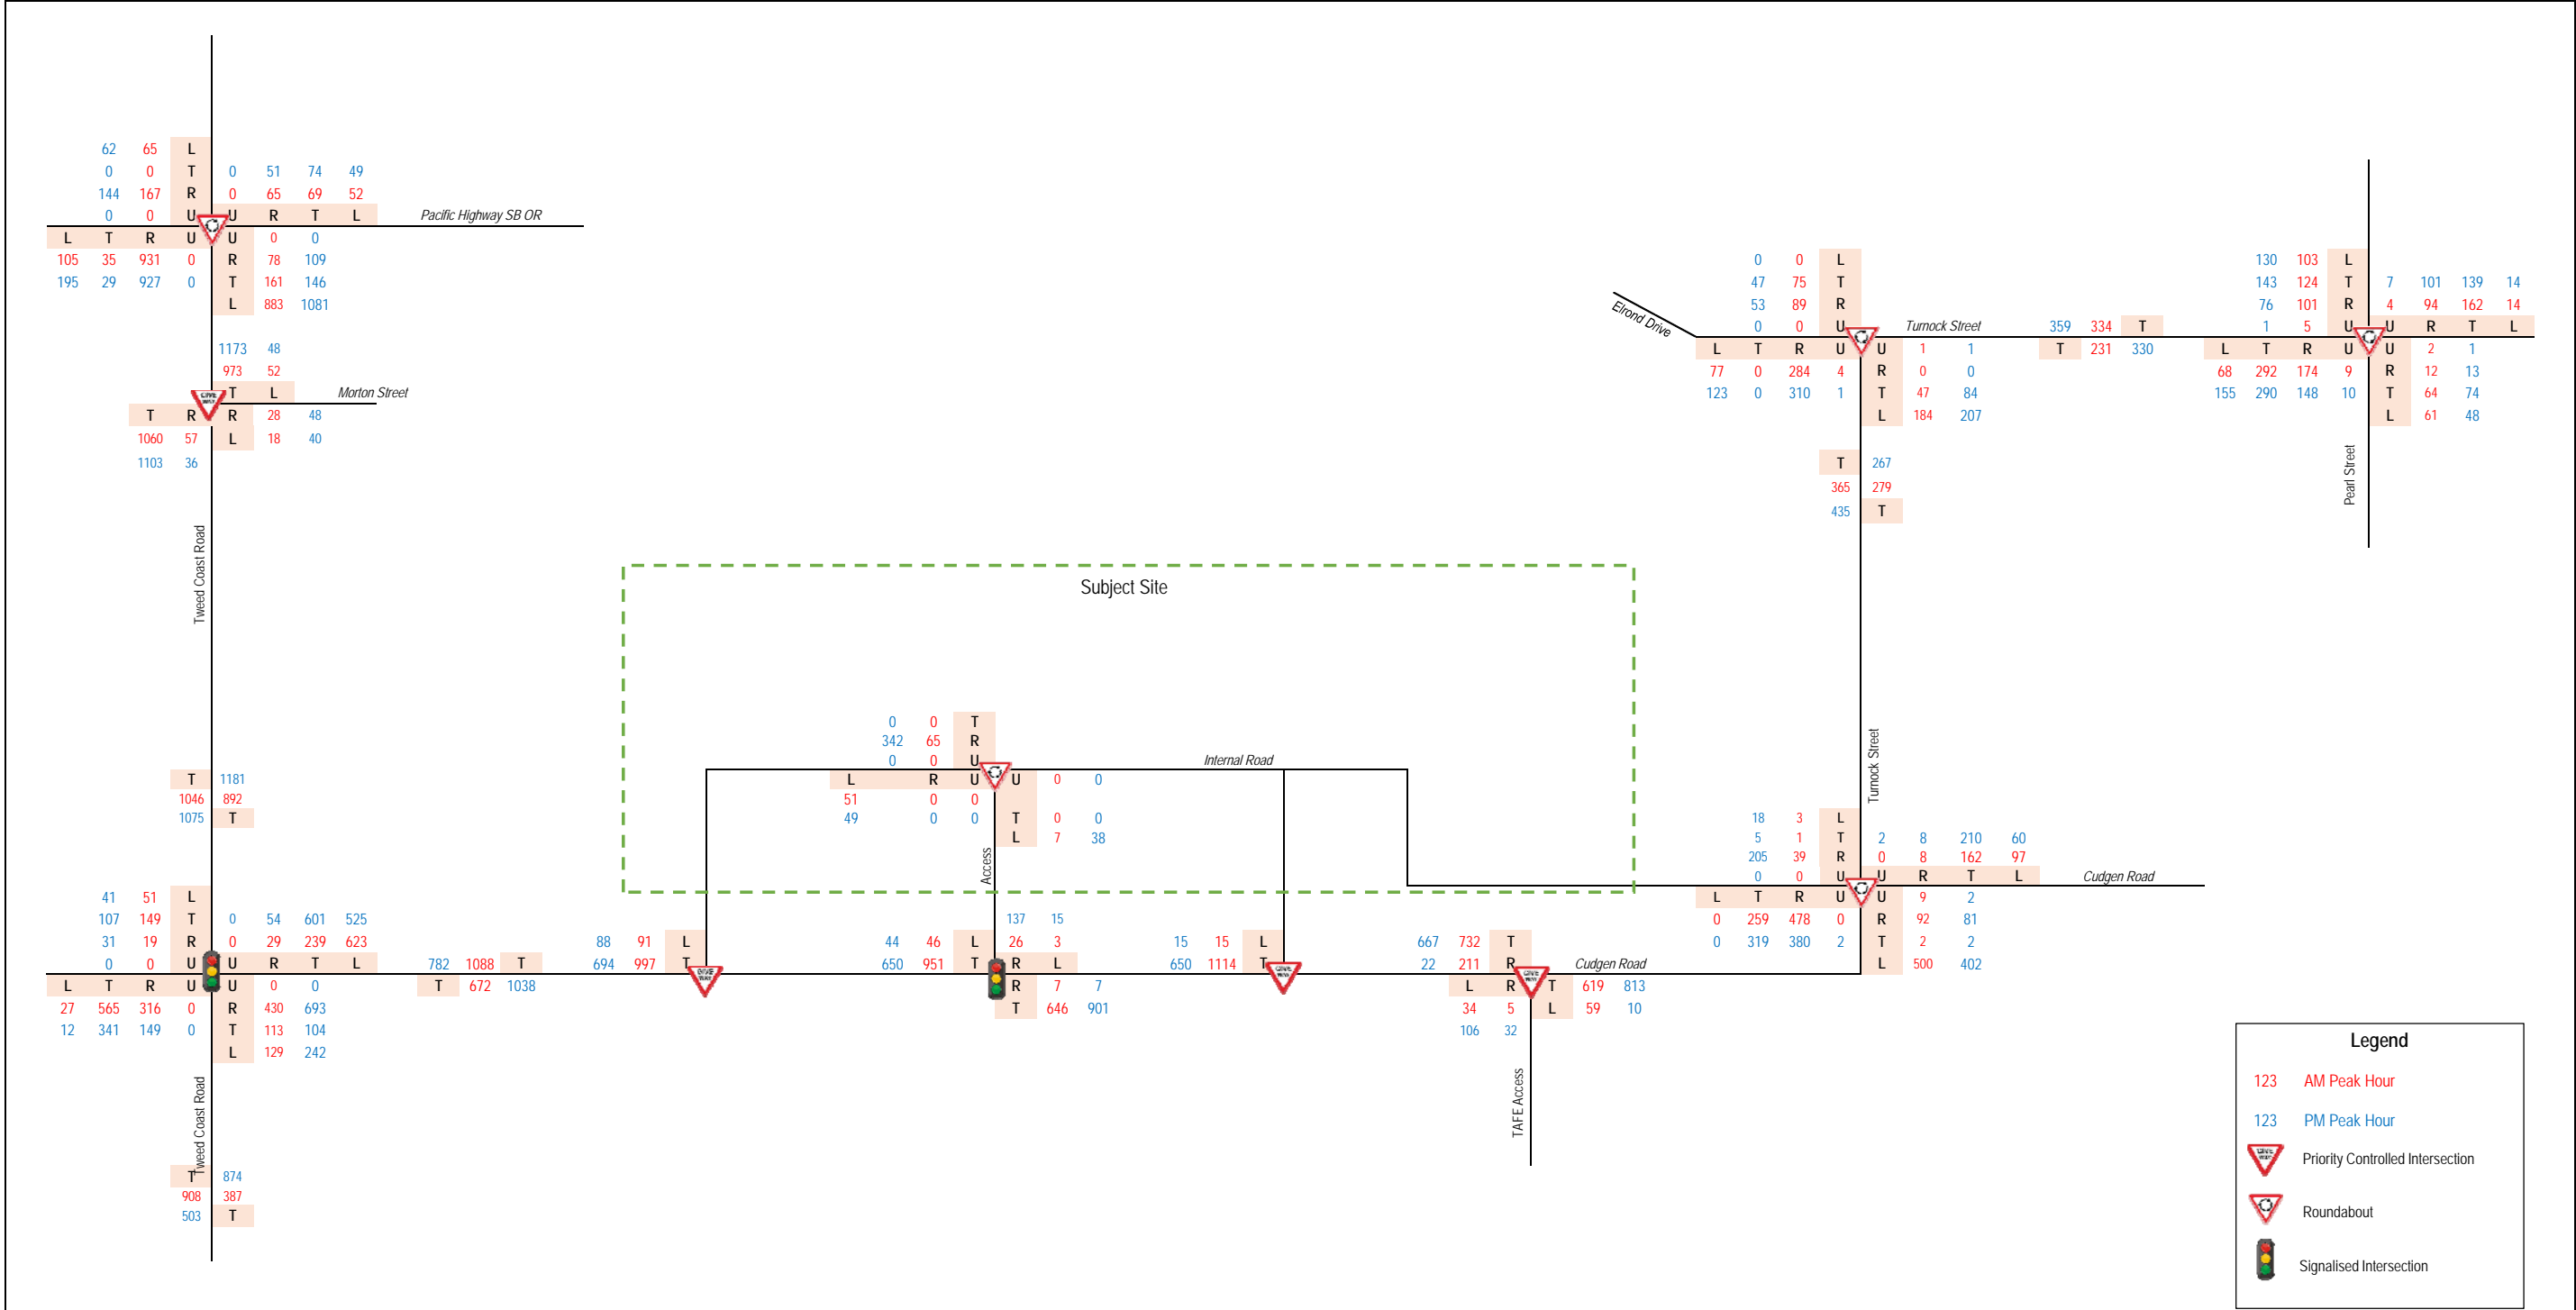 62 65 L
0 0 T 0 51 74 49
144 167 R 0 65 69 52
0 0 U U R T L Pacific Highway SB OR
L T R U U 0 0
105 35 931 0 R 78 109
195 29 927 0 T 161 146
L 883 1081
1173 48
973 52
T L Morton Street
T R R 28 48
1060 57 L 18 40
1103 36
Tweed Coast Road
T 1181
1046 892
1075 T
41 51 L
107 149 T 0 54 601 525
31 19 R 0 29 239 623
0 0 U U R T L
L T R U U 0 0
27 565 316 0 R 430 693
12 341 149 0 T 113 104
L 129 242
Tweed Coast Road
T 874
908 387
503 T
782 1088 T
T 672 1038
Subject Site
0 0 T
342 65 R
0 0 U Internal Road
L R U U 0 0
51 0 0
49 0 0 T 0 0
L 7 38
Access
88 91 L
694 997 T
GIVE WAY
137 15
44 46 L 26 3
650 951 T R L
R 7 7
T 646 901
15 15 L
650 1114 T
GIVE WAY
667 732 T
22 211 R Cudgen Road
L R T 619 813
34 5 L 59 10
106 32
GIVE WAY
TAFE Access
Elrond Drive
0 0 L
47 75 T
53 89 R
0 0 U Turnock Street
L T R U U 1 1
77 0 284 4 R 0 0
123 0 310 1 T 47 84
L 184 207
T 267
365 279
435 T
359 334 T
T 231 330
130 103 L
143 124 T 7 101 139 14
76 101 R 4 94 162 14
1 5 U U R T L
L T R U U 2 1
68 292 174 9 R 12 13
155 290 148 10 T 64 74
L 61 48
Pearl Street
Turnock Street
18 3 L
5 1 T 2 8 210 60
205 39 R 0 8 162 97
0 0 U U R T L Cudgen Road
L T R U U 9 2
0 259 478 0 R 92 81
0 319 380 2 T 2 2
L 500 402
Legend
123 AM Peak Hour
123 PM Peak Hour
GIVE WAY Priority Controlled Intersection
Roundabout
Signalised Intersection